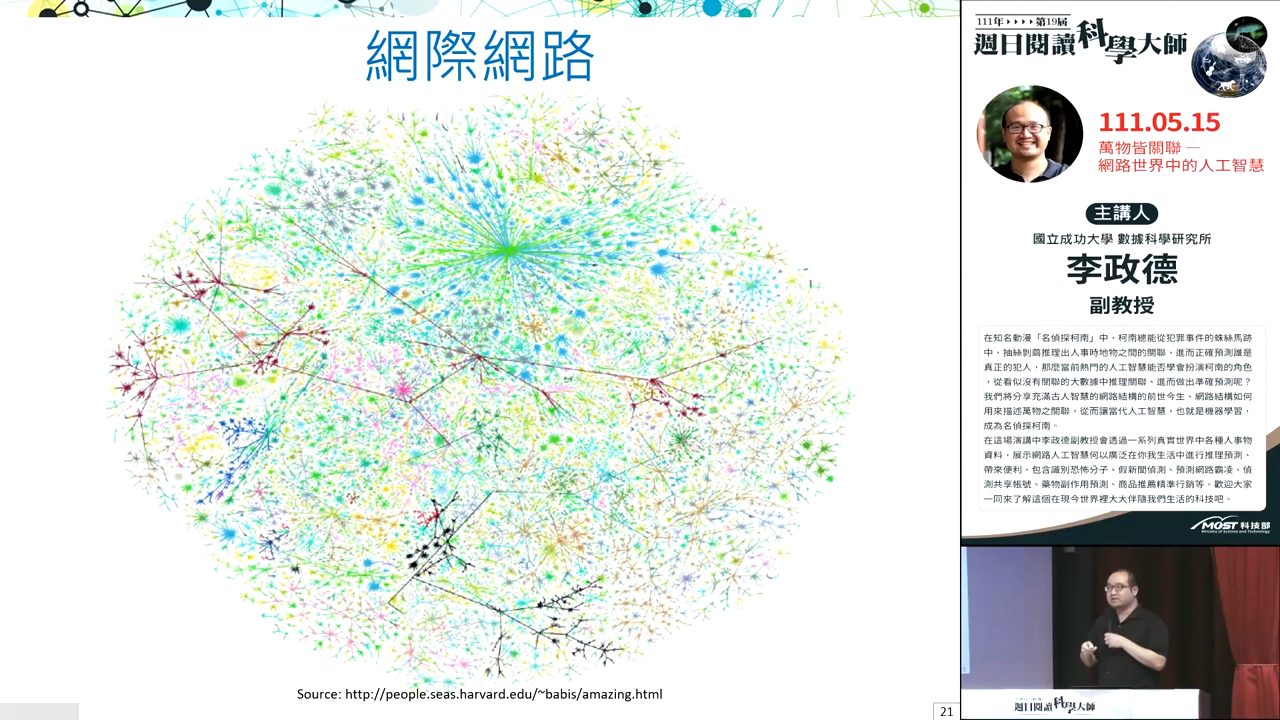 網際網路
Source: http://people.seas.harvard.edu/~babis/amazing.html
21
111年 第19屆
週日閱讀科學大師
111.05.15
萬物皆關聯 —
網路世界中的人工智慧
主講人
國立成功大學 數據科學研究所
李政德
副教授
在知名動漫「名偵探柯南」中，柯南總能從犯罪事件的蛛絲馬跡
中，抽絲剝繭推理出人事時地物之間的關聯，進而正確預測誰是
真正的犯人，那麼當前熱門的人工智慧能否學會扮演柯南的角色
，從看似沒有關聯的大數據中推理關聯、進而做出準確預測呢？
我們將分享充滿古人智慧的網路結構的前世今生、網路結構如何
用來描述萬物之關聯，從而讓當代人工智慧，也就是機器學習，
成為名偵探柯南。
在這場演講中李政德副教授會透過一系列真實世界中各種人事物
資料，展示網路人工智慧何以廣泛在你我生活中進行推理預測、
帶來便利，包含識別恐怖分子、假新聞偵測、預測網路霸凌、偵
測共享帳號、藥物副作用預測、商品推薦精準行銷等。歡迎大家
一同來了解這個在現今世界裡大大伴隨我們生活的科技吧。
MOST 科技部
Ministry of Science and Technology
週日閱讀科學大師